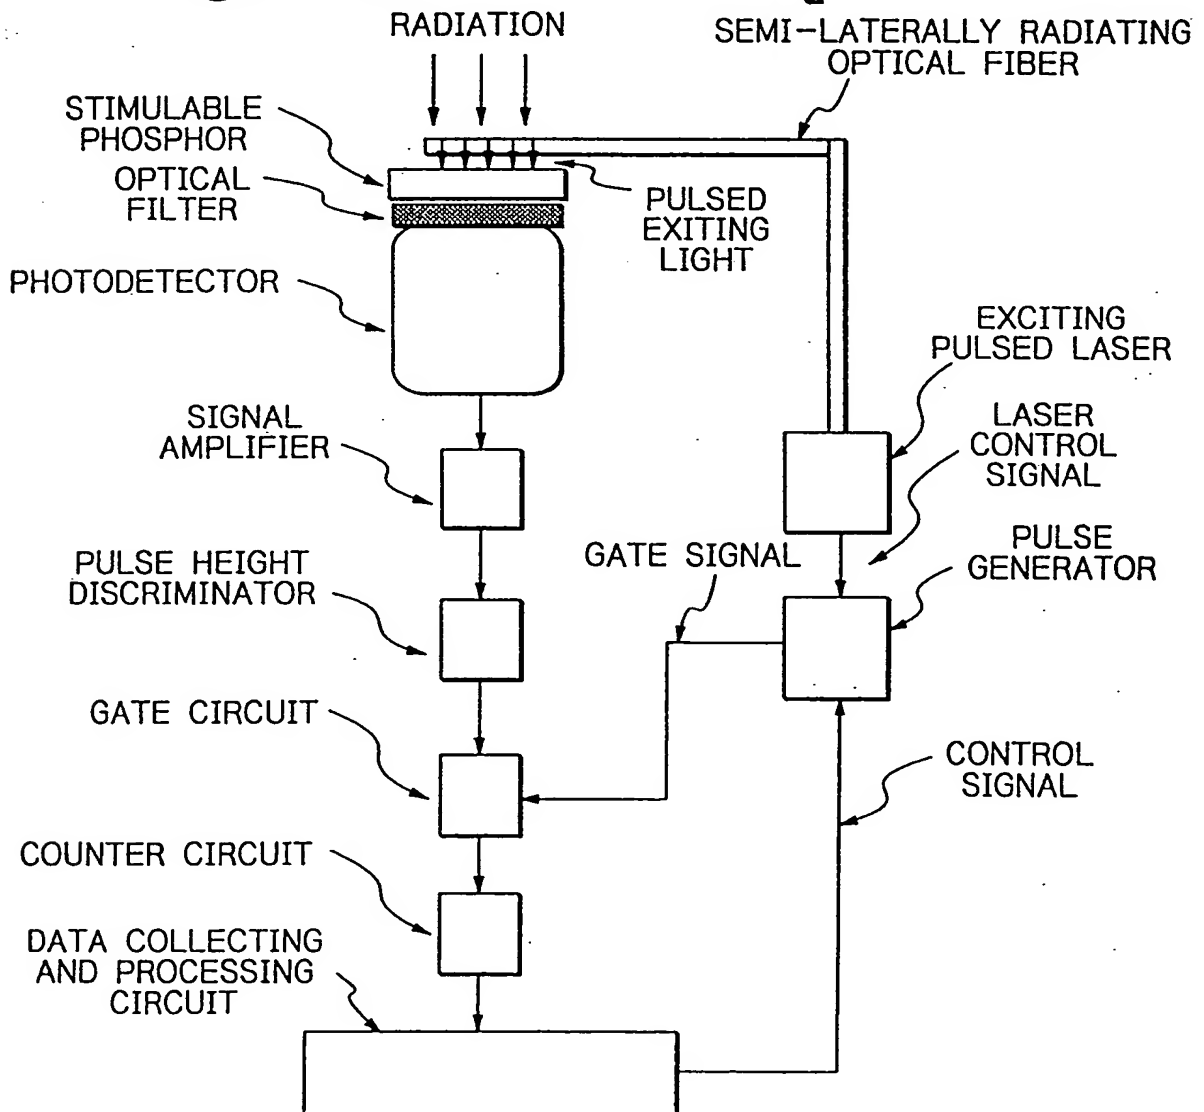 RADIATION
SEMI-LATERALLY RADIATING
OPTICAL FIBER
STIMULABLE
PHOSPHOR
OPTICAL
FILTER
PULSED
EXITING
LIGHT
PHOTODETECTOR
EXCITING
PULSED LASER
SIGNAL
AMPLIFIER
LASER
CONTROL
SIGNAL
PULSE HEIGHT
DISCRIMINATOR
GATE SIGNAL
PULSE
GENERATOR
GATE CIRCUIT
CONTROL
SIGNAL
COUNTER CIRCUIT
DATA COLLECTING
AND PROCESSING
CIRCUIT